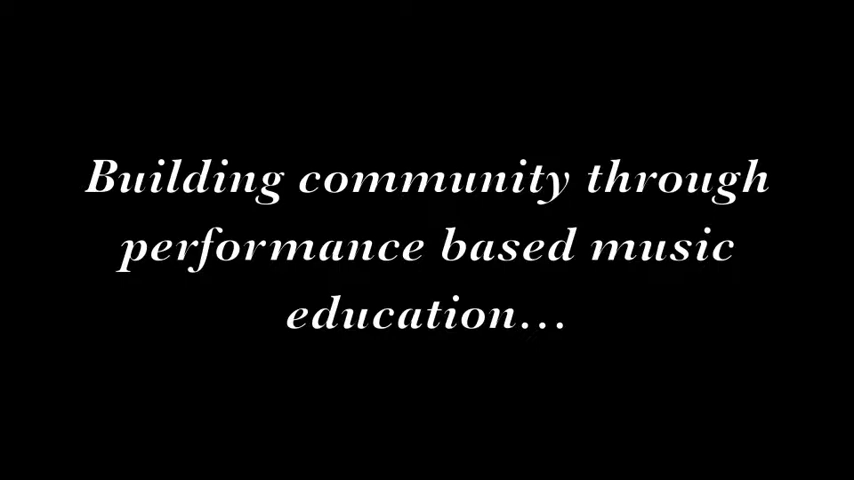 Building community through
performance based music
education...